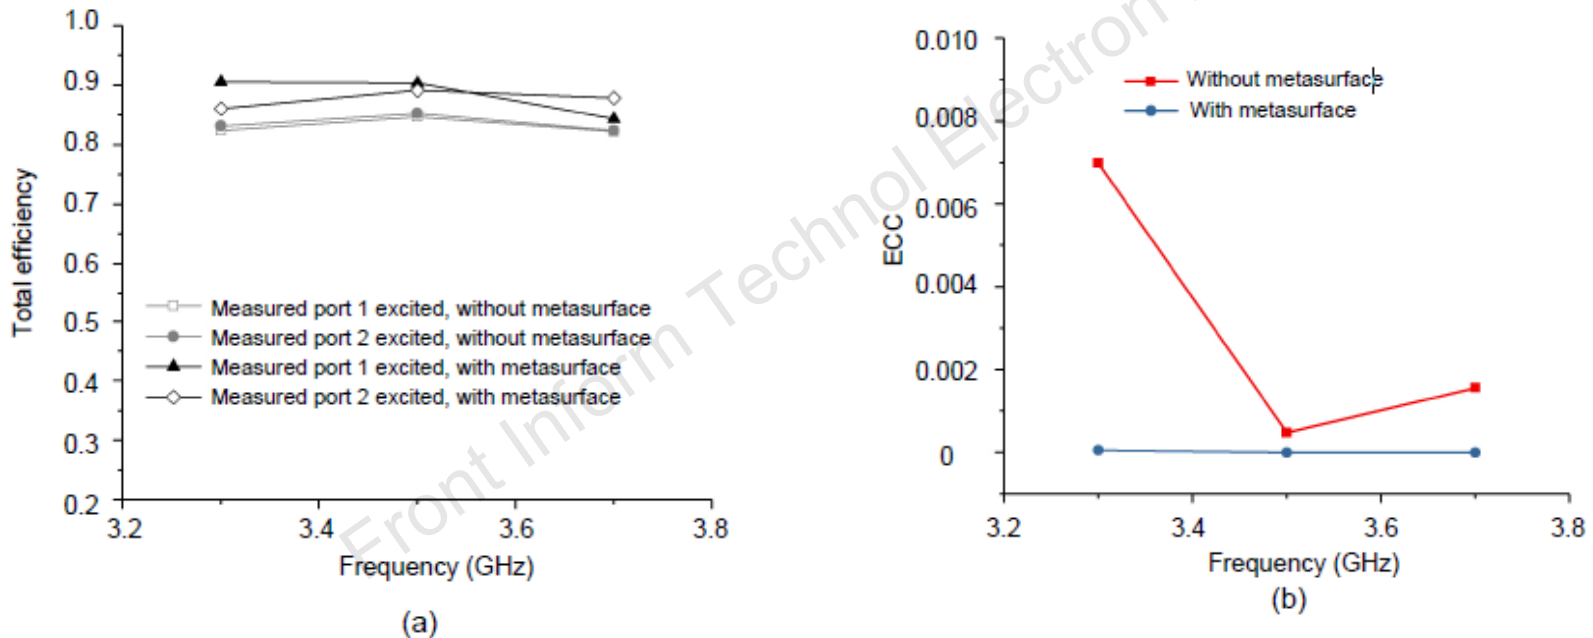 1.0
0.9
0.8
0.7
0.6
0.5
0.4
0.3
0.2
Total efficiency
Measured port 1 excited, without metasurface
Measured port 2 excited, without metasurface
Measured port 1 excited, with metasurface
Measured port 2 excited, with metasurface
3.2 3.4 3.6 3.8
Frequency (GHz)
(a)
0.010
0.008
0.006
0.004
0.002
0
ECC
Without metasurface
With metasurface
3.2 3.4 3.6 3.8
Frequency (GHz)
(b)
Front Inform Technol Electron